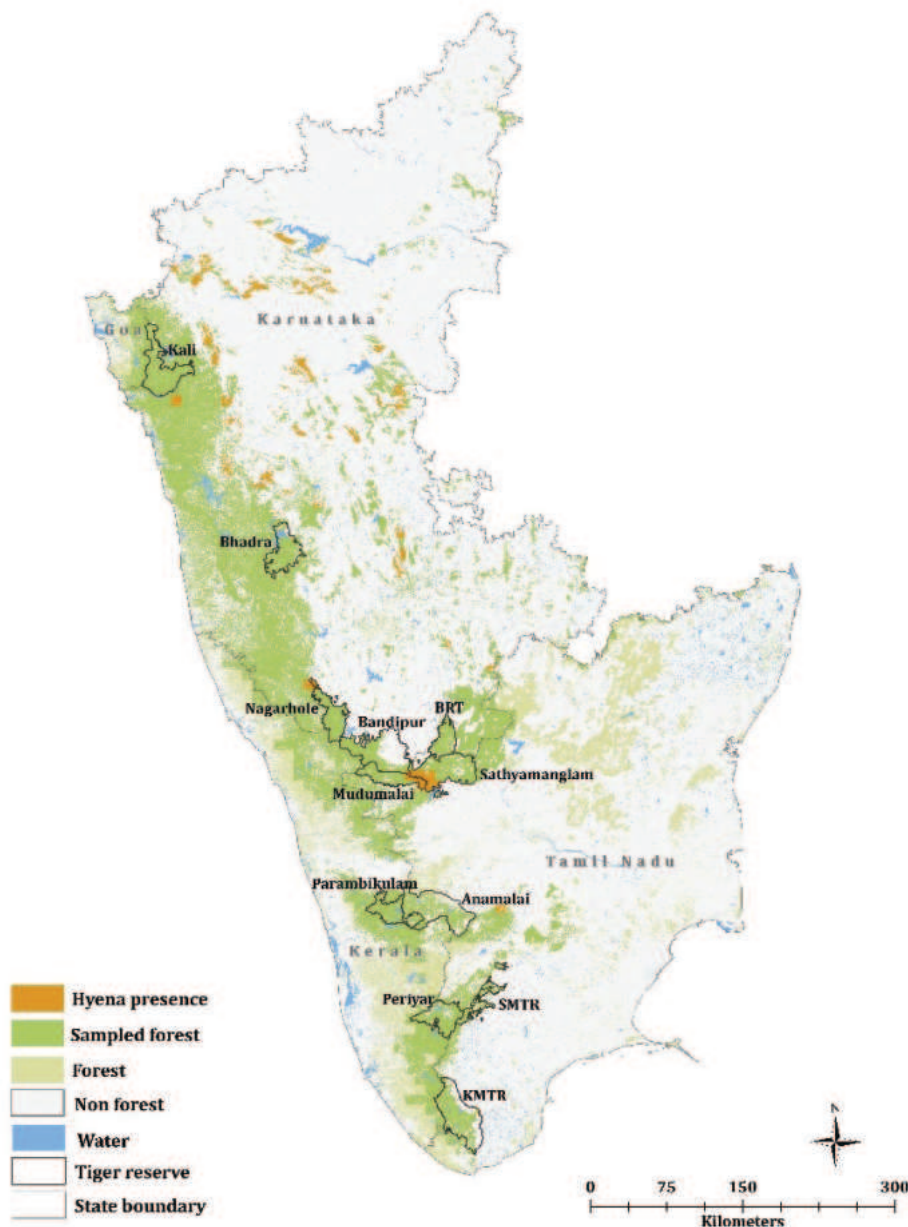 Karnataka
Goa
Kali
Bhadra
Nagarhole
Bandipur
BRT
Sathyamanglam
Mudumalai
Tamil Nadu
Parambikulam
Anamalai
Kerala
Periyar
SMTR
KMTR
Hyena presence
Sampled forest
Forest
Non forest
Water
Tiger reserve
State boundary
N
0 75 150 300
Kilometers